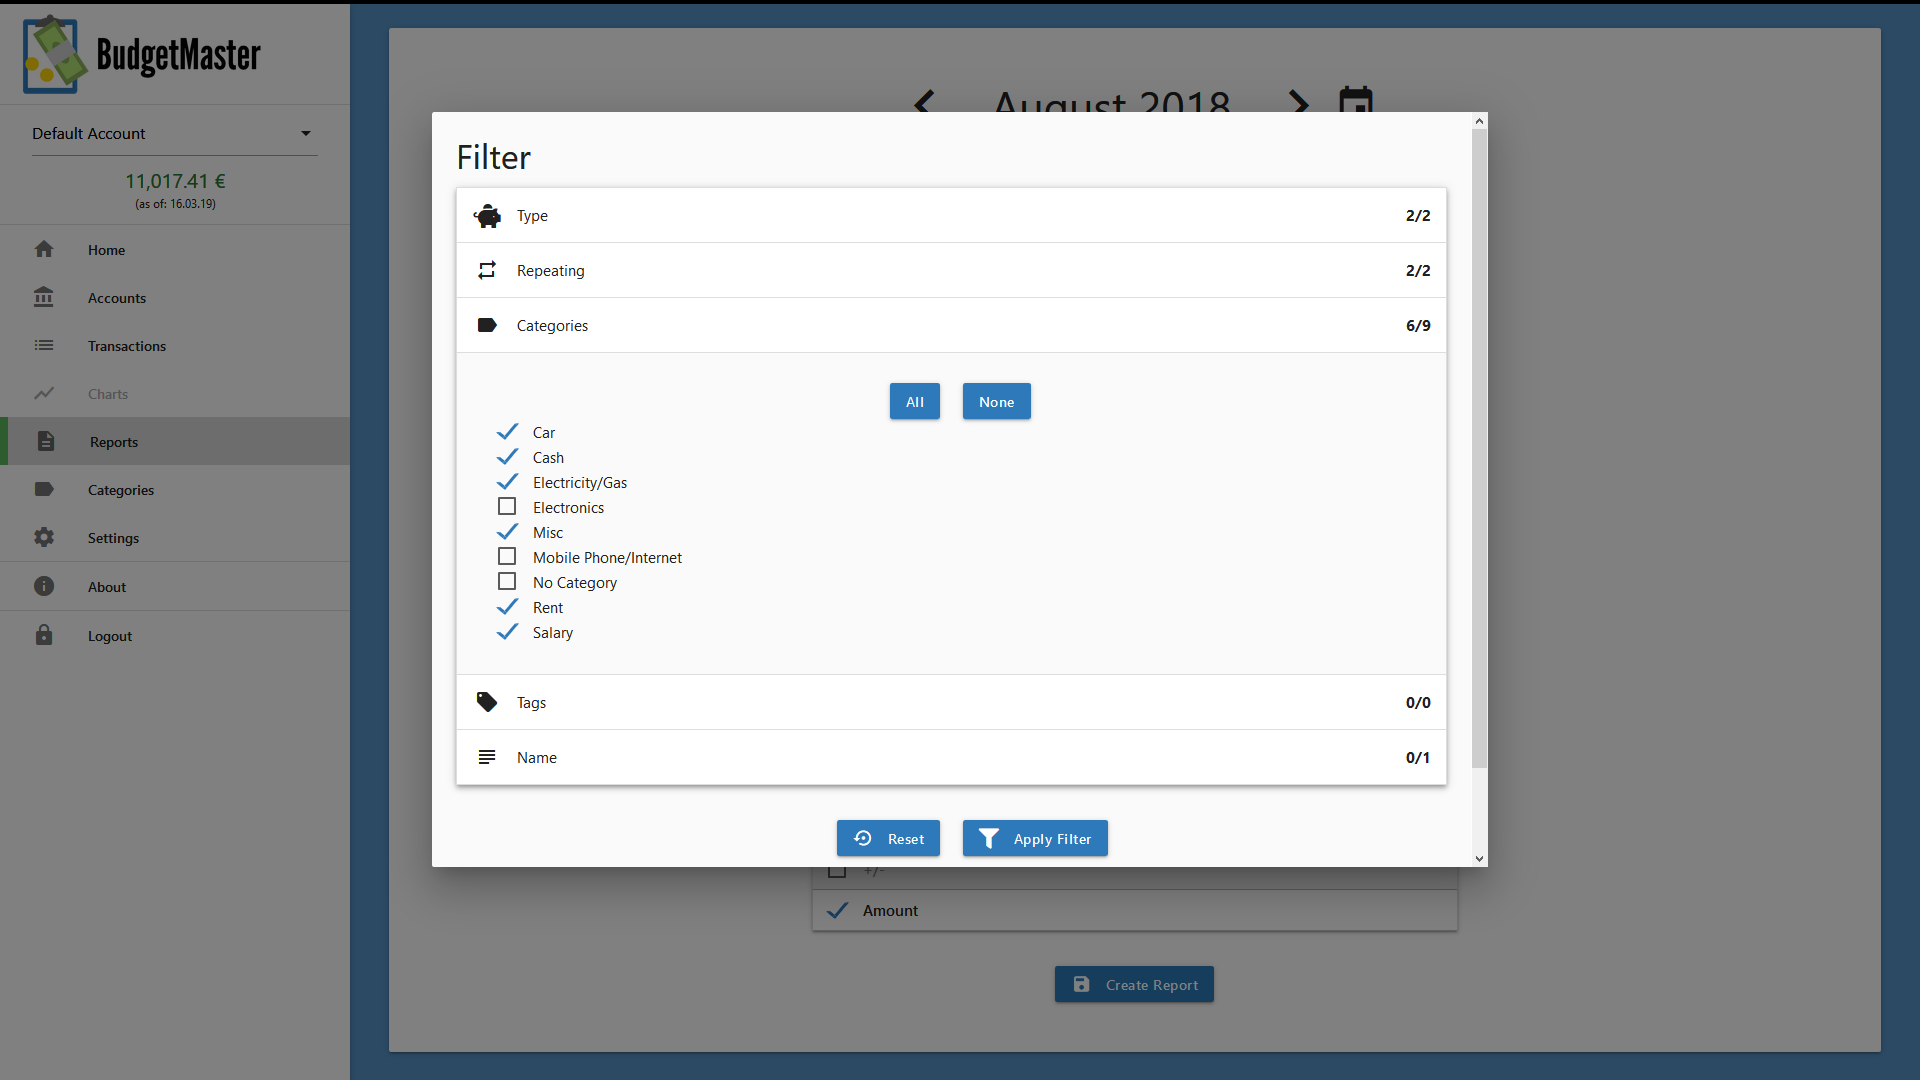 BudgetMaster
Default Account
11,017.41 €
(as of: 16.03.19)
Home
Accounts
Transactions
Charts
Reports
Categories
Settings
About
Logout
August 2018
Filter
Type 2/2
Repeating 2/2
Categories 6/9
All None
Car
Cash
Electricity/Gas
Electronics
Misc
Mobile Phone/Internet
No Category
Rent
Salary
Tags 0/0
Name 0/1
Reset Apply Filter
+/-
Amount
Create Report